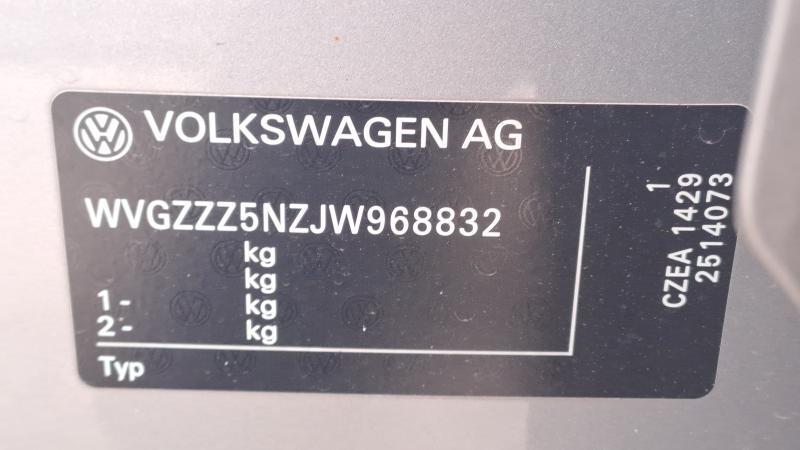 VOLKSWAGEN AG
WVGZZZ5NZJW968832
kg
kg
1 - kg
2 - kg
Typ
1
CZEA 1429
2514073